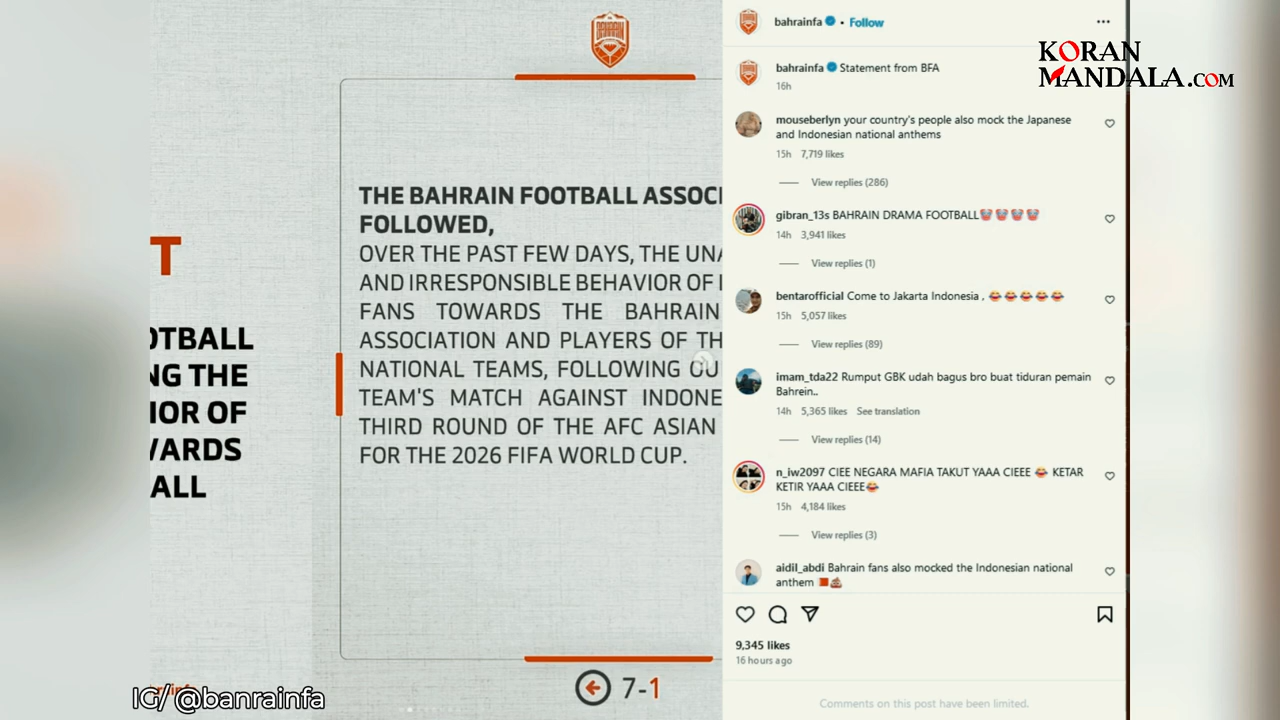 BAHRAIN
T
OTBALL
NG THE
IOR OF
WARDS
ALL
THE BAHRAIN FOOTBALL ASSOCI
FOLLOWED,
OVER THE PAST FEW DAYS, THE UNA
AND IRRESPONSIBLE BEHAVIOR OF
FANS TOWARDS THE BAHRAIN
ASSOCIATION AND PLAYERS OF TH
NATIONAL TEAMS, FOLLOWING OU
TEAM'S MATCH AGAINST INDONE
THIRD ROUND OF THE AFC ASIAN
FOR THE 2026 FIFA WORLD CUP.
7-1
IG/ @banrainfa
bahrainfa • Follow
KORAN
MANDALA.COM
bahrainfa Statement from BFA
16h
mouseberlyn your country's people also mock the Japanese
and Indonesian national anthems
15h 7,719 likes
View replies (286)
gibran_13s BAHRAIN DRAMA FOOTBALL🤡🤡🤡🤡
14h 3,941 likes
View replies (1)
bentarofficial Come to Jakarta Indonesia , 😂😂😂😂😂
15h 5,057 likes
View replies (89)
imam_tda22 Rumput GBK udah bagus bro buat tiduran pemain
Bahrein..
14h 5,365 likes See translation
View replies (14)
n_iw2097 CIEE NEGARA MAFIA TAKUT YAAA CIEEE 😂 KETAR
KETIR YAAA CIEEE😂
15h 4,184 likes
View replies (3)
aidil_abdi Bahrain fans also mocked the Indonesian national
anthem 🟥💩
9,345 likes
16 hours ago
Comments on this post have been limited.